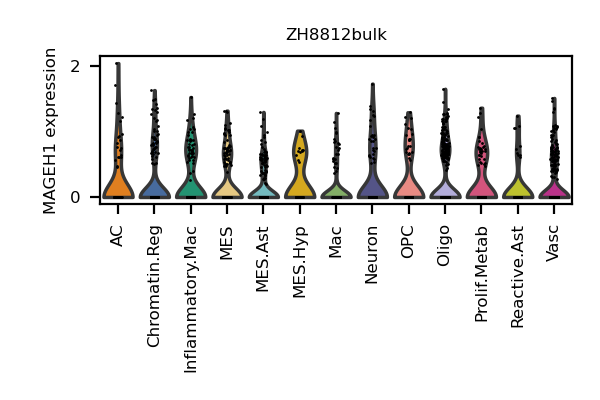 ZH8812bulk
MAGEH1 expression
2
0
AC
Chromatin.Reg
Inflammatory.Mac
MES
MES.Ast
MES.Hyp
Mac
Neuron
OPC
Oligo
Prolif.Metab
Reactive.Ast
Vasc